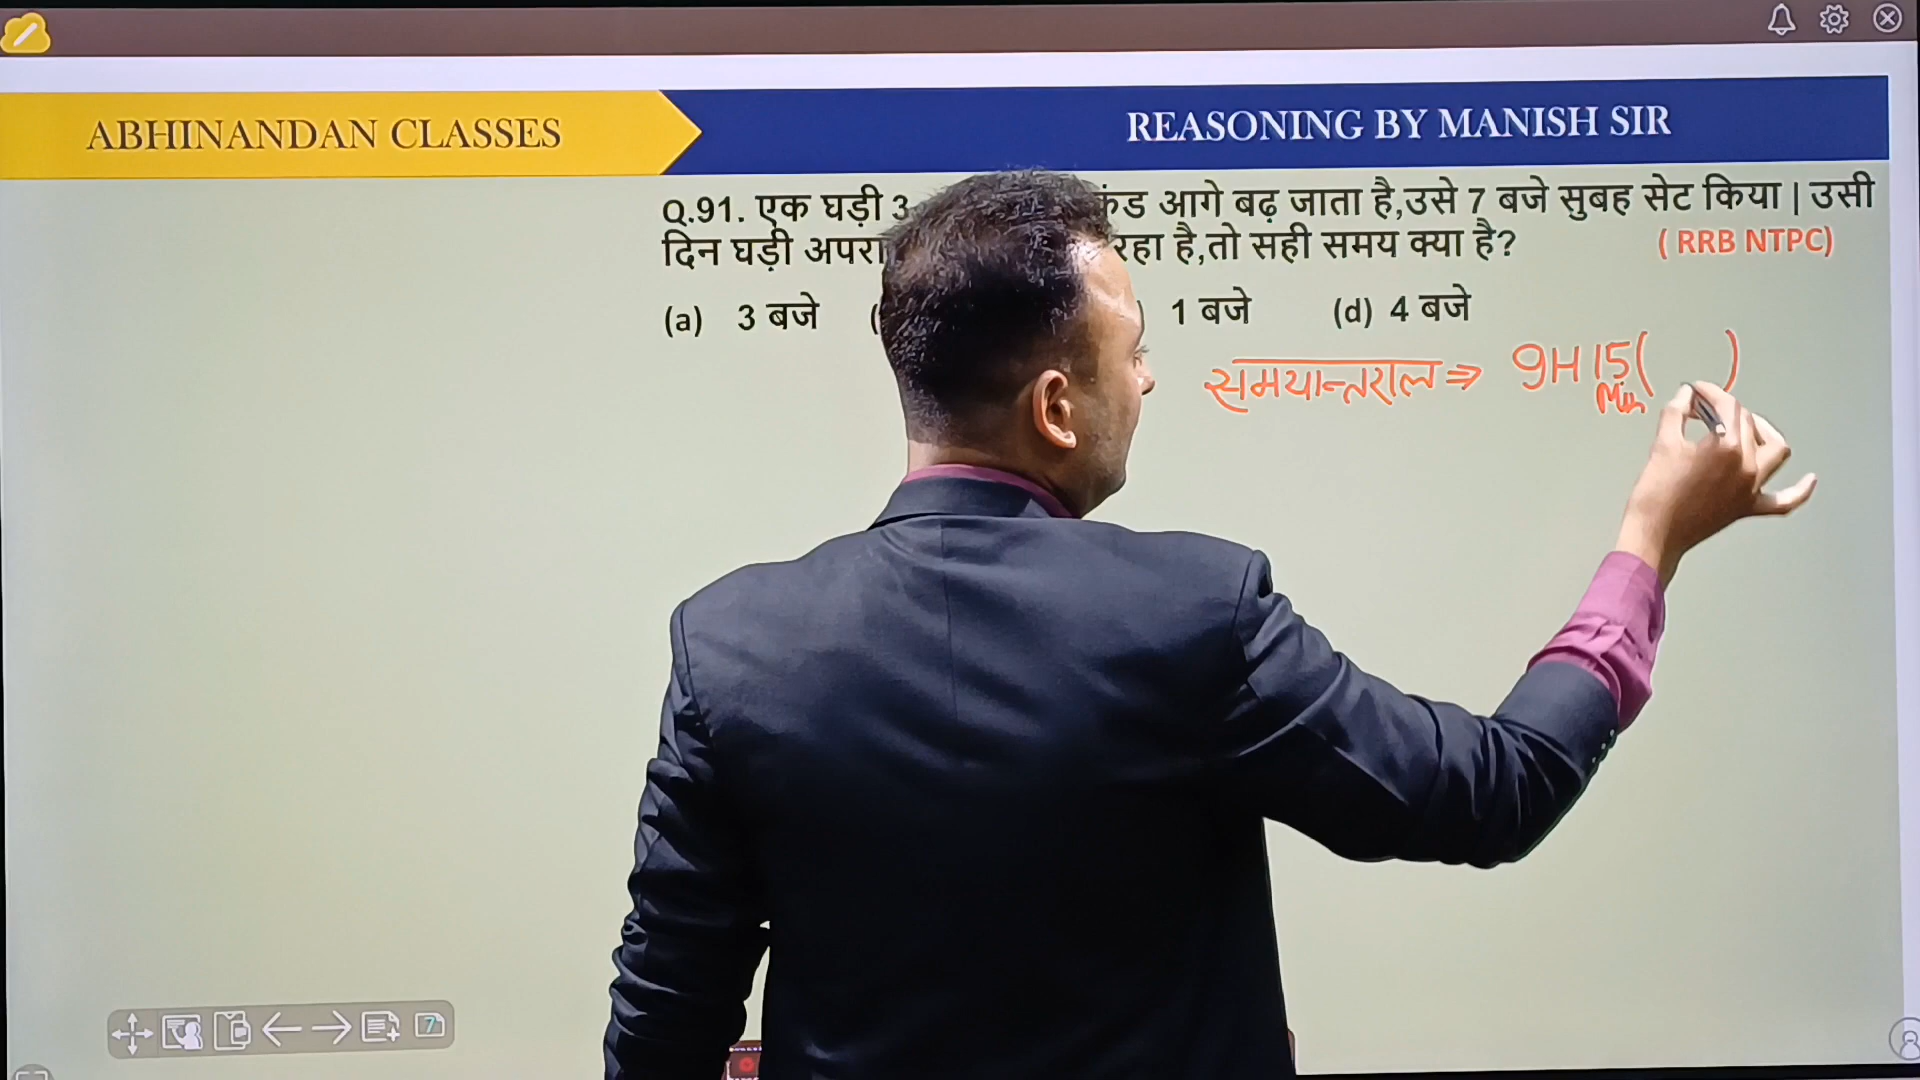 ABHINANDAN CLASSES
REASONING BY MANISH SIR
Q.91. एक घड़ी 3 आगे बढ़ जाता है,उसे 7 बजे सुबह सेट किया | उसी
दिन घड़ी रहा है,तो सही समय क्या है? ( RRB NTPC)
(a) 3 बजे 1 बजे (d) 4 बजे
समयान्तराल ⇒ 9H 15 ( )
Min
7